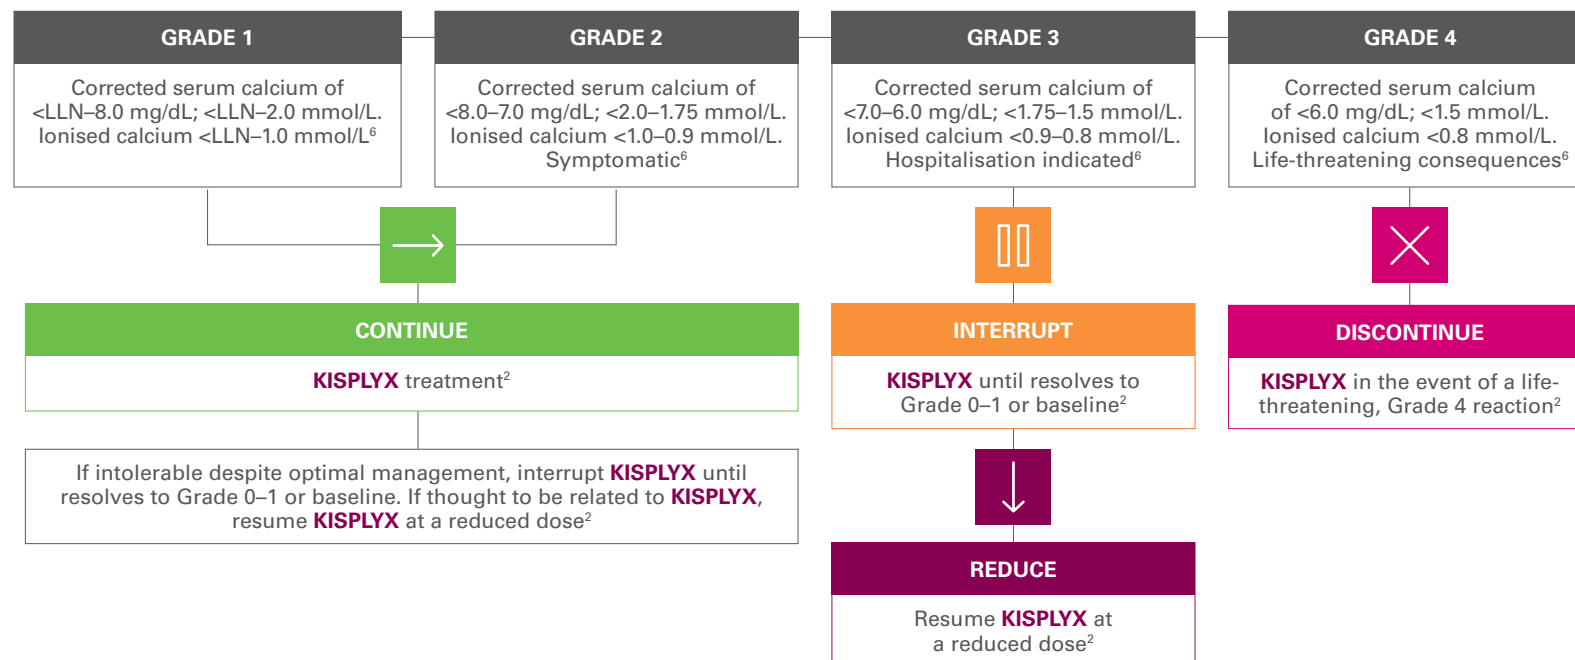 GRADE 1
Corrected serum calcium of
<LLN–8.0 mg/dL; <LLN–2.0 mmol/L.
Ionised calcium <LLN–1.0 mmol/L⁶
GRADE 2
Corrected serum calcium of
<8.0–7.0 mg/dL; <2.0–1.75 mmol/L.
Ionised calcium <1.0–0.9 mmol/L.
Symptomatic⁶
GRADE 3
Corrected serum calcium of
<7.0–6.0 mg/dL; <1.75–1.5 mmol/L.
Ionised calcium <0.9–0.8 mmol/L.
Hospitalisation indicated⁶
GRADE 4
Corrected serum calcium
of <6.0 mg/dL; <1.5 mmol/L.
Ionised calcium <0.8 mmol/L.
Life-threatening consequences⁶
CONTINUE
KISPLYX treatment²
If intolerable despite optimal management, interrupt KISPLYX until
resolves to Grade 0–1 or baseline. If thought to be related to KISPLYX,
resume KISPLYX at a reduced dose²
INTERRUPT
KISPLYX until resolves to
Grade 0–1 or baseline²
REDUCE
Resume KISPLYX at
a reduced dose²
DISCONTINUE
KISPLYX in the event of a life-
threatening, Grade 4 reaction²